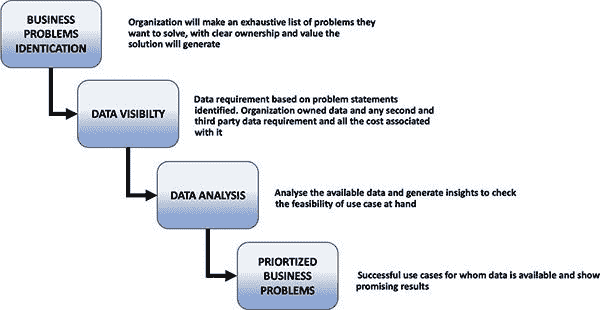 BUSINESS
PROBLEMS
IDENTICATION
Organization will make an exhaustive list of problems they
want to solve, with clear ownership and value the
solution will generate
DATA VISIBILTY
Data requirement based on problem statements
identified. Organization owned data and any second and
third party data requirement and all the cost associated
with it
DATA ANALYSIS
Analyse the available data and generate insights to check
the feasibility of use case at hand
PRIORTIZED
BUSINESS
PROBLEMS
Successful use cases for whom data is available and show
promising results